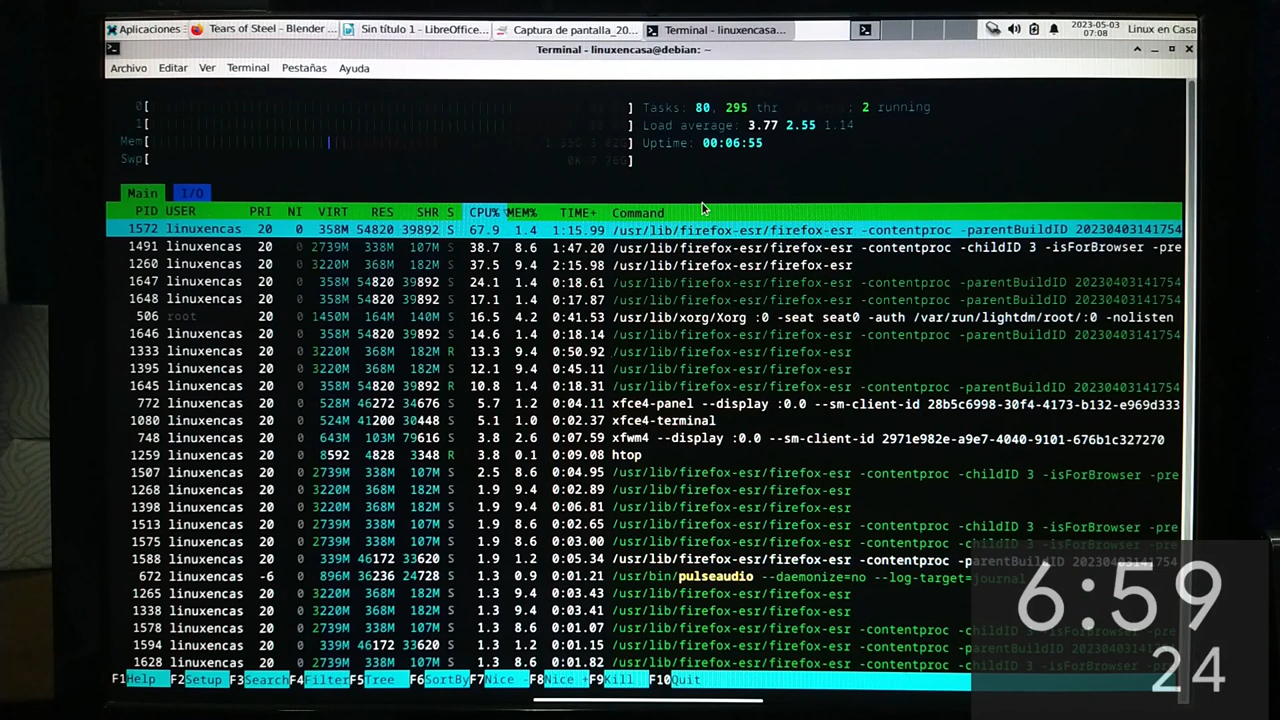 Aplicaciones Tears of Steel - Blender ... Sin título 1 - LibreOffice... Captura de pantalla_20... Terminal - linuxencasa... 2023-05-03 Linux en Casa
07:08
Terminal - linuxencasa@debian: ~
Archivo Editar Ver Terminal Pestañas Ayuda
0[ ] Tasks: 80, 295 thr ; 2 running
1[ ] Load average: 3.77 2.55 1.14
Mem[ ] Uptime: 00:06:55
Swp[ ]
Main I/O
PID USER PRI NI VIRT RES SHR S CPU% MEM% TIME+ Command
1572 linuxencas 20 0 358M 54820 39892 S 67.9 1.4 1:15.99 /usr/lib/firefox-esr/firefox-esr -contentproc -parentBuildID 20230403141754
1491 linuxencas 20 0 2739M 338M 107M S 38.7 8.6 1:47.20 /usr/lib/firefox-esr/firefox-esr -contentproc -childID 3 -isForBrowser -pre
1260 linuxencas 20 0 3220M 368M 182M S 37.5 9.4 2:15.98 /usr/lib/firefox-esr/firefox-esr
1647 linuxencas 20 0 358M 54820 39892 S 24.1 1.4 0:18.61 /usr/lib/firefox-esr/firefox-esr -contentproc -parentBuildID 20230403141754
1648 linuxencas 20 0 358M 54820 39892 S 17.1 1.4 0:17.87 /usr/lib/firefox-esr/firefox-esr -contentproc -parentBuildID 20230403141754
506 root 20 0 1450M 164M 140M S 16.5 4.2 0:41.53 /usr/lib/xorg/Xorg :0 -seat seat0 -auth /var/run/lightdm/root/:0 -nolisten
1646 linuxencas 20 0 358M 54820 39892 S 14.6 1.4 0:18.14 /usr/lib/firefox-esr/firefox-esr -contentproc -parentBuildID 20230403141754
1333 linuxencas 20 0 3220M 368M 182M R 13.3 9.4 0:50.92 /usr/lib/firefox-esr/firefox-esr
1395 linuxencas 20 0 3220M 368M 182M S 12.1 9.4 0:45.11 /usr/lib/firefox-esr/firefox-esr
1645 linuxencas 20 0 358M 54820 39892 R 10.8 1.4 0:18.31 /usr/lib/firefox-esr/firefox-esr -contentproc -parentBuildID 20230403141754
772 linuxencas 20 0 528M 46272 34676 S 5.7 1.2 0:04.11 xfce4-panel --display :0.0 --sm-client-id 28b5c6998-30f4-4173-b132-e969d333
1080 linuxencas 20 0 524M 41200 30448 S 5.1 1.0 0:04.37 xfce4-terminal
748 linuxencas 20 0 643M 103M 79616 S 3.8 2.6 0:07.59 xfwm4 --display :0.0 --sm-client-id 2971e982e-a9e7-4040-9101-676b1c327270
1259 linuxencas 20 0 8592 4828 3348 R 3.8 0.1 0:09.08 htop
1507 linuxencas 20 0 2739M 338M 107M S 2.5 8.6 0:04.95 /usr/lib/firefox-esr/firefox-esr -contentproc -childID 3 -isForBrowser -pre
1268 linuxencas 20 0 3220M 368M 182M S 1.9 9.4 0:02.89 /usr/lib/firefox-esr/firefox-esr
1398 linuxencas 20 0 3220M 368M 182M S 1.9 9.4 0:06.81 /usr/lib/firefox-esr/firefox-esr
1513 linuxencas 20 0 2739M 338M 107M S 1.9 8.6 0:02.65 /usr/lib/firefox-esr/firefox-esr -contentproc -childID 3 -isForBrowser -pre
1575 linuxencas 20 0 2739M 338M 107M S 1.9 8.6 0:03.00 /usr/lib/firefox-esr/firefox-esr -contentproc -childID 3 -isForBrowser -pre
1588 linuxencas 20 0 339M 46172 33620 S 1.9 1.2 0:05.34 /usr/lib/firefox-esr/firefox-esr -contentproc -parentBuildID 20230403141754
672 linuxencas -6 0 896M 36236 24728 S 1.3 0.9 0:01.21 /usr/bin/pulseaudio --daemonize=no --log-target=journal
1265 linuxencas 20 0 3220M 368M 182M S 1.3 9.4 0:03.43 /usr/lib/firefox-esr/firefox-esr
1338 linuxencas 20 0 3220M 368M 182M S 1.3 9.4 0:03.41 /usr/lib/firefox-esr/firefox-esr
1578 linuxencas 20 0 2739M 338M 107M S 1.3 8.6 0:01.07 /usr/lib/firefox-esr/firefox-esr -contentproc -childID 3 -isForBrowser -pre
1594 linuxencas 20 0 339M 46172 33620 S 1.3 1.2 0:01.15 /usr/lib/firefox-esr/firefox-esr -contentproc -parentBuildID 20230403141754
1628 linuxencas 20 0 2739M 338M 107M S 1.3 8.6 0:01.82 /usr/lib/firefox-esr/firefox-esr -contentproc -childID 3 -isForBrowser -pre
F1Help F2Setup F3SearchF4FilterF5Tree F6SortByF7Nice -F8Nice +F9Kill F10Quit
6:59
24